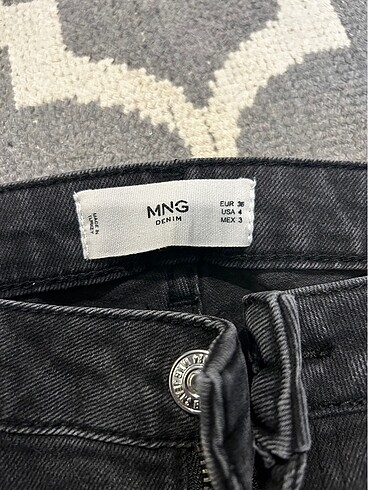 MADE IN
TURKEY
MNG
DENIM
EUR 36
USA 4
MEX 3